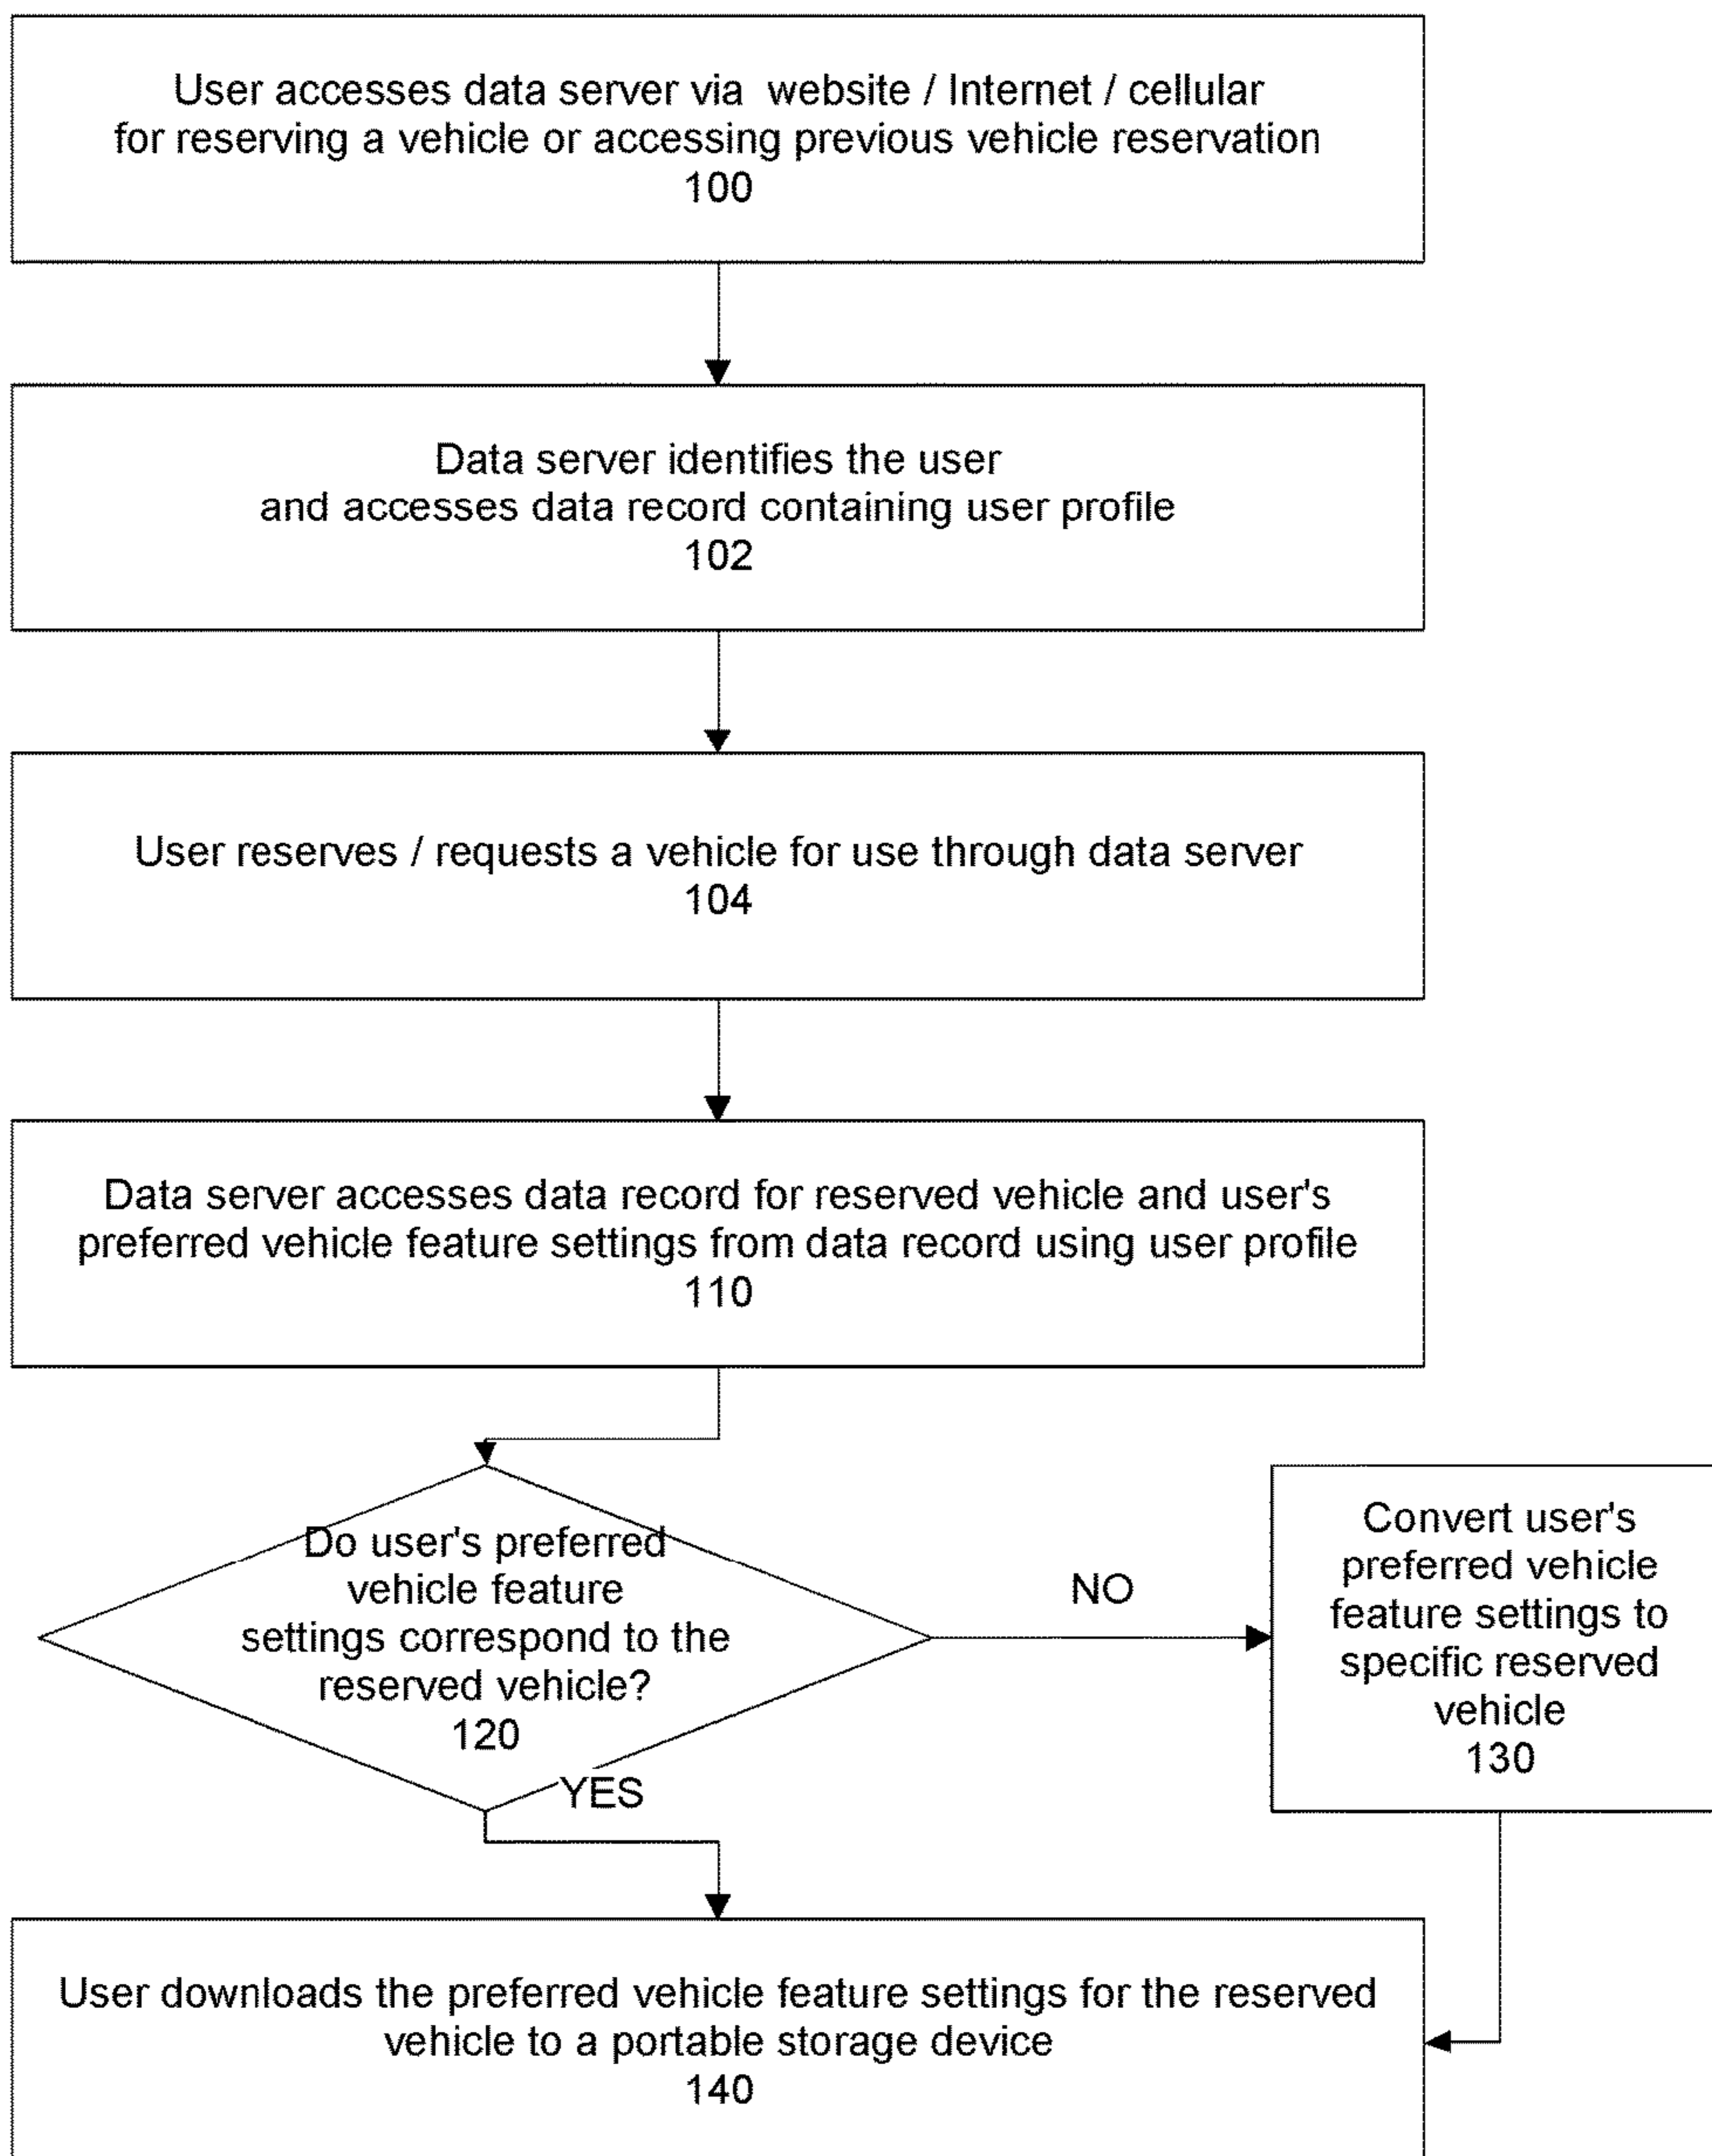 User accesses data server via website / Internet / cellular
for reserving a vehicle or accessing previous vehicle reservation
100
Data server identifies the user
and accesses data record containing user profile
102
User reserves / requests a vehicle for use through data server
104
Data server accesses data record for reserved vehicle and user's
preferred vehicle feature settings from data record using user profile
110
Do user's preferred
vehicle feature
settings correspond to the
reserved vehicle?
120
NO
Convert user's
preferred vehicle
feature settings to
specific reserved
vehicle
130
YES
User downloads the preferred vehicle feature settings for the reserved
vehicle to a portable storage device
140